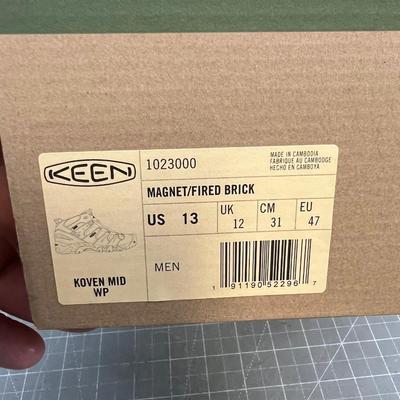 KEEN
1023000
MADE IN CAMBODIA
FABRIQUE AU CAMBODGE
HECHO EN CAMBOYA
MAGNET/FIRED BRICK
US 13 UK 12 CM 31 EU 47
MEN
KOVEN MID
WP
1 91190 52296 7